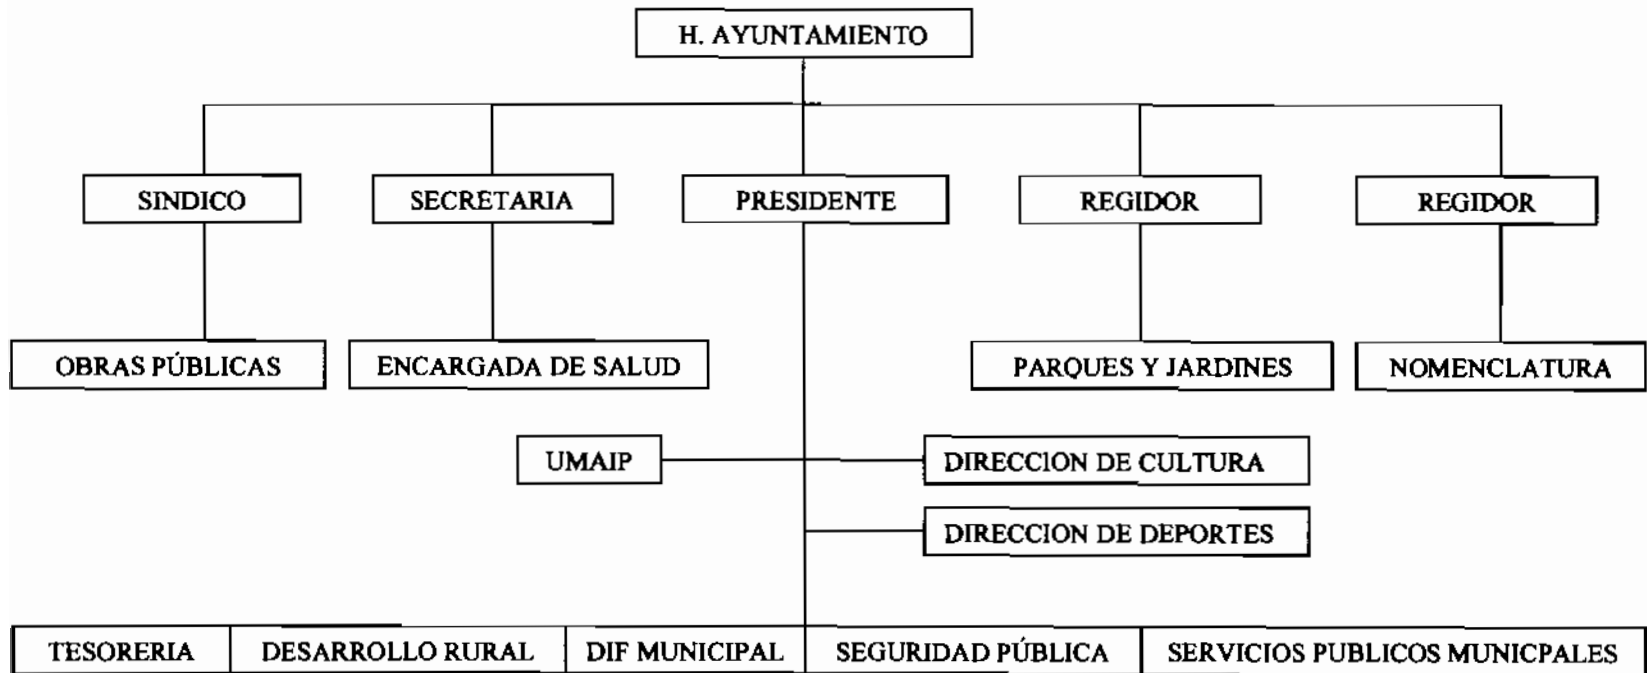 H. AYUNTAMIENTO
SINDICO
SECRETARIA
PRESIDENTE
REGIDOR
REGIDOR
OBRAS PÚBLICAS
ENCARGADA DE SALUD
PARQUES Y JARDINES
NOMENCLATURA
UMAIP
DIRECCION DE CULTURA
DIRECCION DE DEPORTES
TESORERIA
DESARROLLO RURAL
DIF MUNICIPAL
SEGURIDAD PÚBLICA
SERVICIOS PUBLICOS MUNICPALES